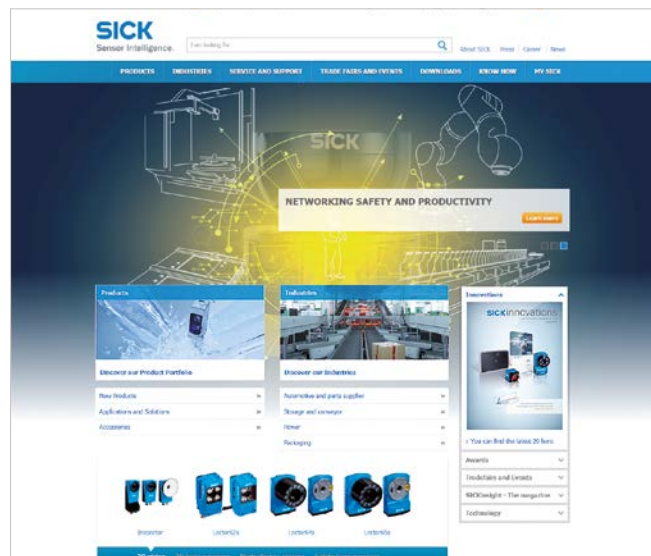 SICK
Sensor Intelligence.
I am looking for
About SICK Press Career News
PRODUCTS INDUSTRIES SERVICE AND SUPPORT TRADE FAIRS AND EVENTS DOWNLOADS KNOW HOW MY SICK
SICK
NETWORKING SAFETY AND PRODUCTIVITY
Learn more
Products
Industries
Innovations
SICKinnovations
Discover our Product Portfolio
Discover our Industries
New Products
Applications and Solutions
Accessories
Automotive and parts supplier
Storage and conveyor
Power
Packaging
› You can find the latest 20 here
Awards
Tradefairs and Events
SICKinsight - The magazine
Technology
Inspector